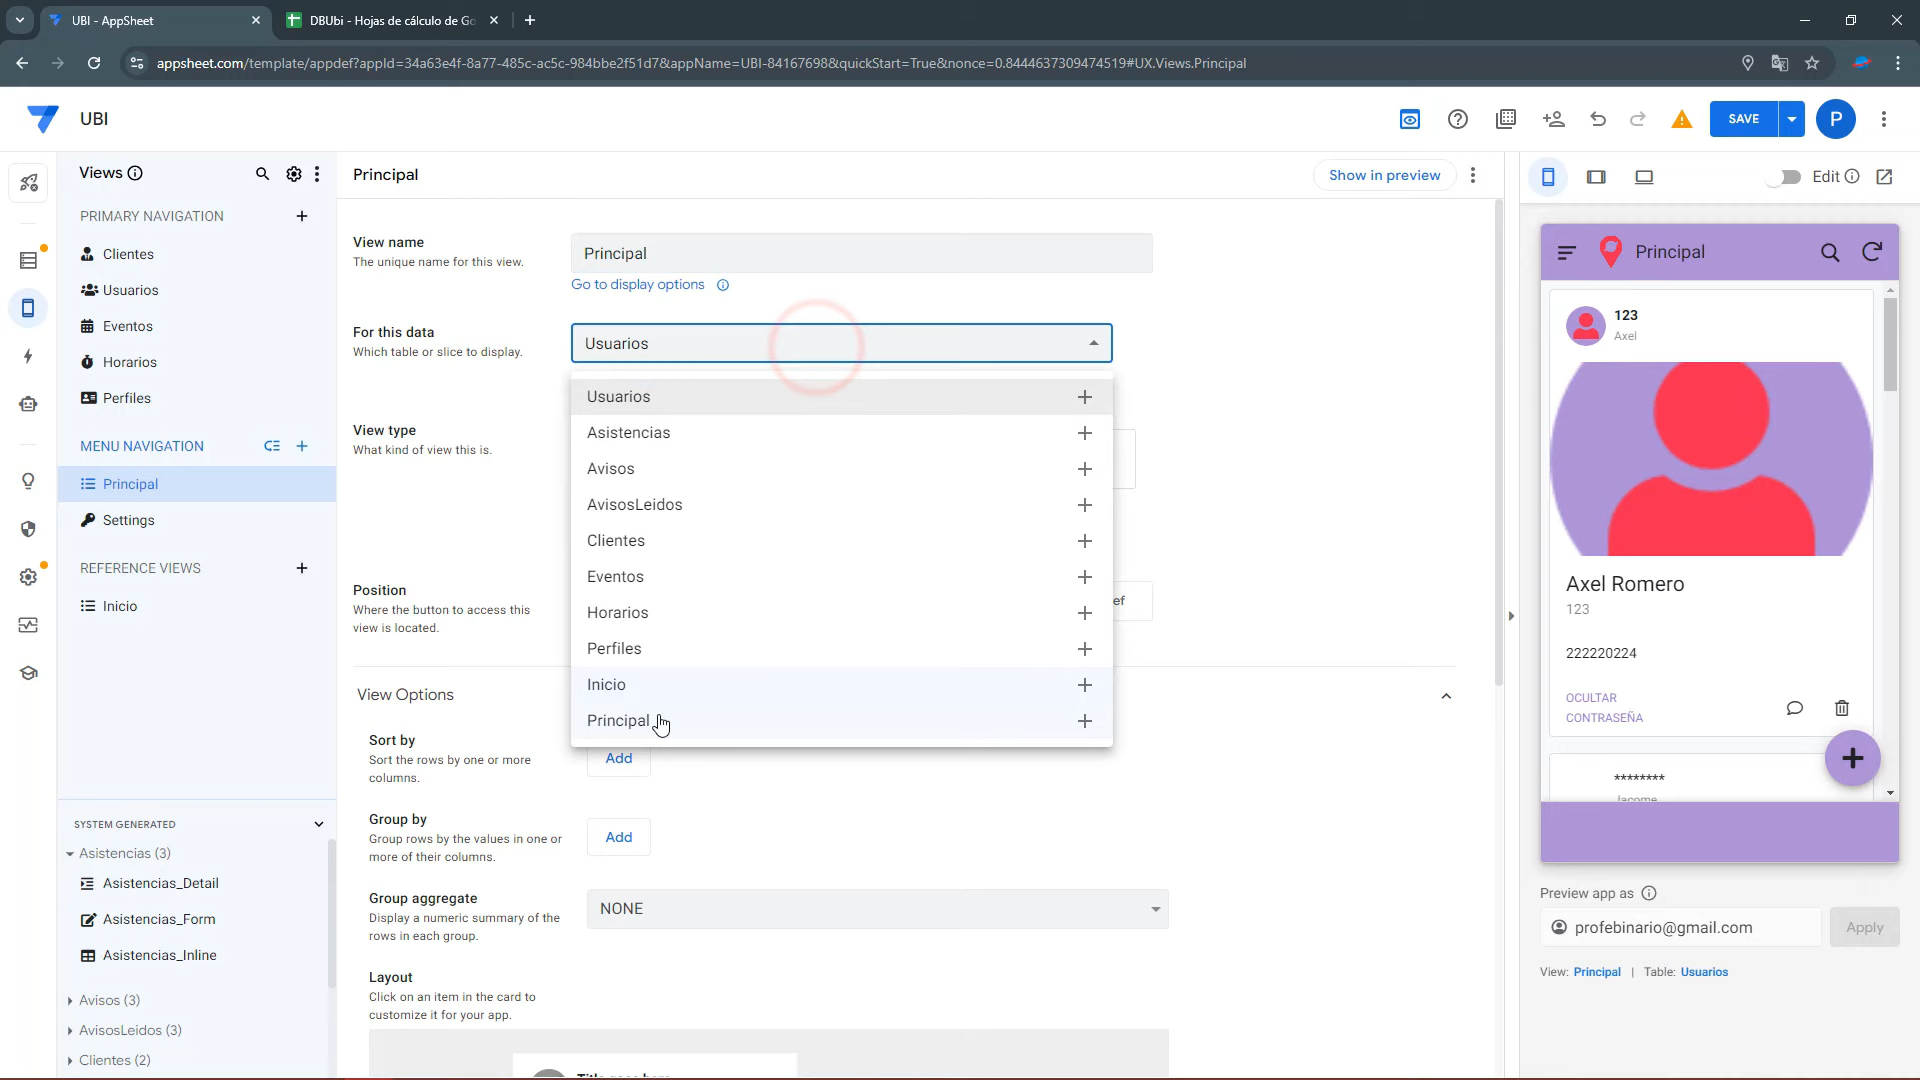 UBI - AppSheet
DBUbi - Hojas de cálculo de Go
appsheet.com/template/appdef?appId=34a63e4f-8a77-485c-ac5c-984bbe2f51d7&appName=UBI-84167698&quickStart=True&nonce=0.8444637309474519#UX.Views.Principal
UBI
SAVE
P
Views
PRIMARY NAVIGATION
Clientes
Usuarios
Eventos
Horarios
Perfiles
MENU NAVIGATION
Principal
Settings
REFERENCE VIEWS
Inicio
SYSTEM GENERATED
Asistencias (3)
Asistencias_Detail
Asistencias_Form
Asistencias_Inline
Avisos (3)
AvisosLeidos (3)
Clientes (2)
Principal
Show in preview
View name
The unique name for this view.
Principal
Go to display options
For this data
Which table or slice to display.
Usuarios
Usuarios
Asistencias
Avisos
AvisosLeidos
Clientes
Eventos
Horarios
Perfiles
Inicio
Principal
View type
What kind of view this is.
Position
Where the button to access this
view is located.
ef
View Options
Sort by
Sort the rows by one or more
columns.
Add
Group by
Group rows by the values in one or
more of their columns.
Add
Group aggregate
Display a numeric summary of the
rows in each group.
NONE
Layout
Click on an item in the card to
customize it for your app.
Edit
Principal
123
Axel
Axel Romero
123
222220224
OCULTAR
CONTRASEÑA
********
Jacome
Preview app as
profebinario@gmail.com
Apply
View: Principal | Table: Usuarios